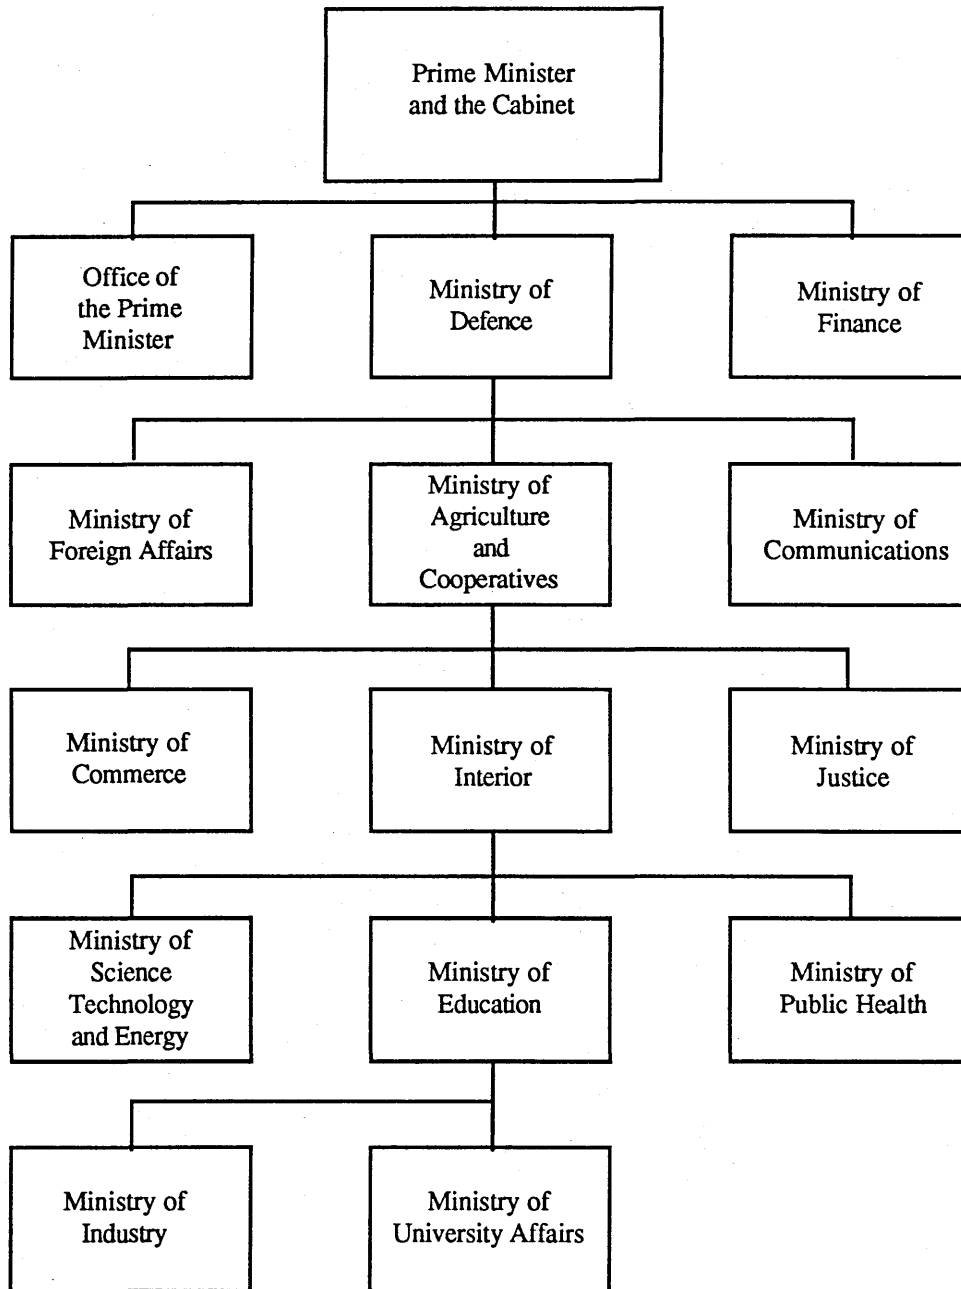 Prime Minister
and the Cabinet
Office of
the Prime
Minister
Ministry of
Defence
Ministry of
Finance
Ministry of
Foreign Affairs
Ministry of
Agriculture
and
Cooperatives
Ministry of
Communications
Ministry of
Commerce
Ministry of
Interior
Ministry of
Justice
Ministry of
Science
Technology
and Energy
Ministry of
Education
Ministry of
Public Health
Ministry of
Industry
Ministry of
University Affairs